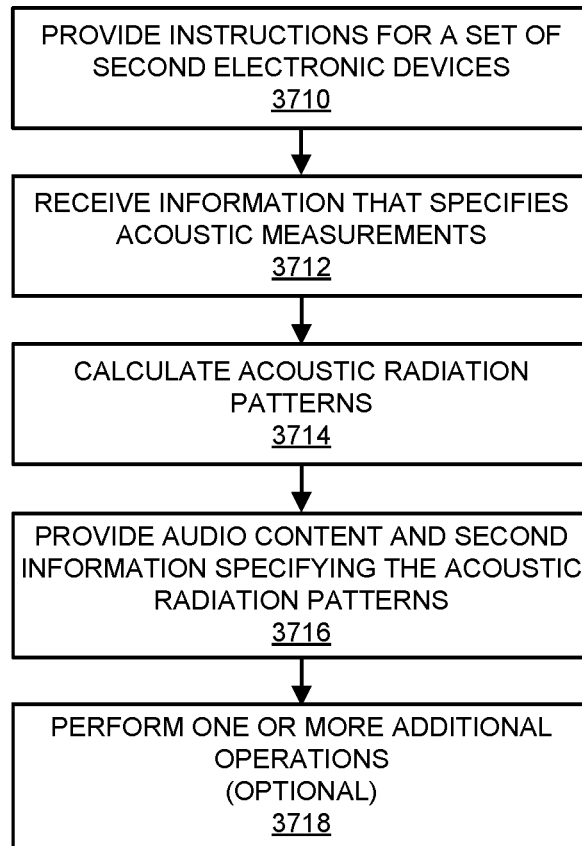 PROVIDE INSTRUCTIONS FOR A SET OF
SECOND ELECTRONIC DEVICES
3710
RECEIVE INFORMATION THAT SPECIFIES
ACOUSTIC MEASUREMENTS
3712
CALCULATE ACOUSTIC RADIATION
PATTERNS
3714
PROVIDE AUDIO CONTENT AND SECOND
INFORMATION SPECIFYING THE ACOUSTIC
RADIATION PATTERNS
3716
PERFORM ONE OR MORE ADDITIONAL
OPERATIONS
(OPTIONAL)
3718